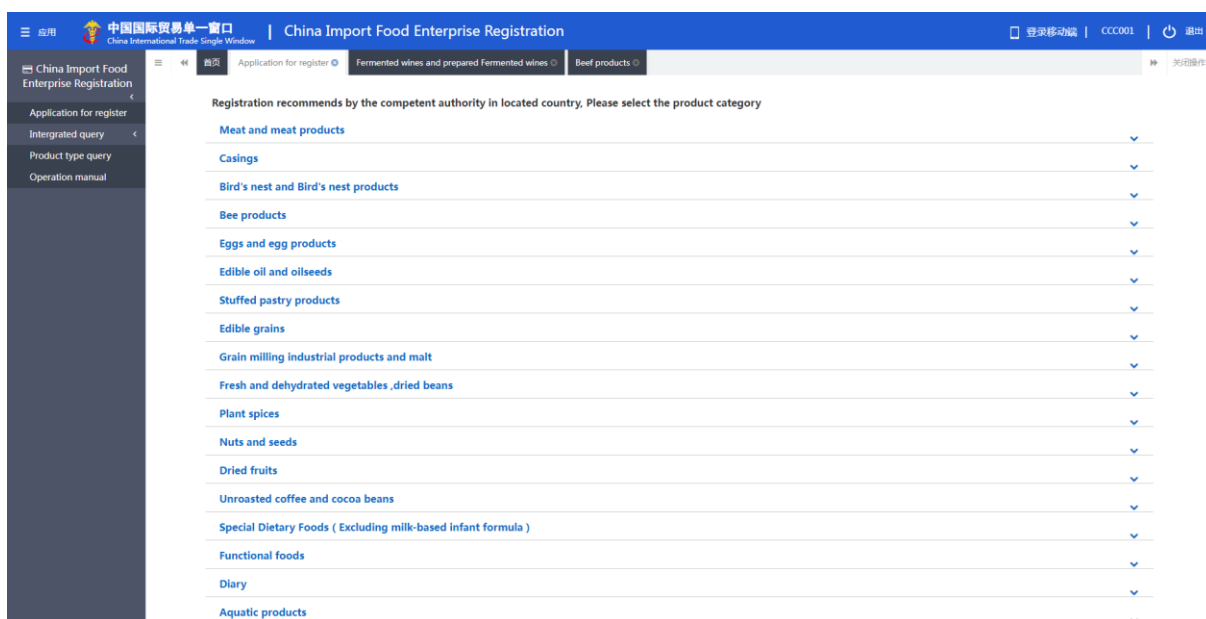 应用
中国国际贸易单一窗口
China International Trade Single Window
| China Import Food Enterprise Registration
登录移动端 | CCC001 | 退出
China Import Food Enterprise Registration
Application for register
Intergrated query
Product type query
Operation manual
首页 Application for register Fermented wines and prepared Fermented wines Beef products 关闭操作
Registration recommends by the competent authority in located country, Please select the product category
Meat and meat products
Casings
Bird's nest and Bird's nest products
Bee products
Eggs and egg products
Edible oil and oilseeds
Stuffed pastry products
Edible grains
Grain milling industrial products and malt
Fresh and dehydrated vegetables ,dried beans
Plant spices
Nuts and seeds
Dried fruits
Unroasted coffee and cocoa beans
Special Dietary Foods ( Excluding milk-based infant formula )
Functional foods
Diary
Aquatic products